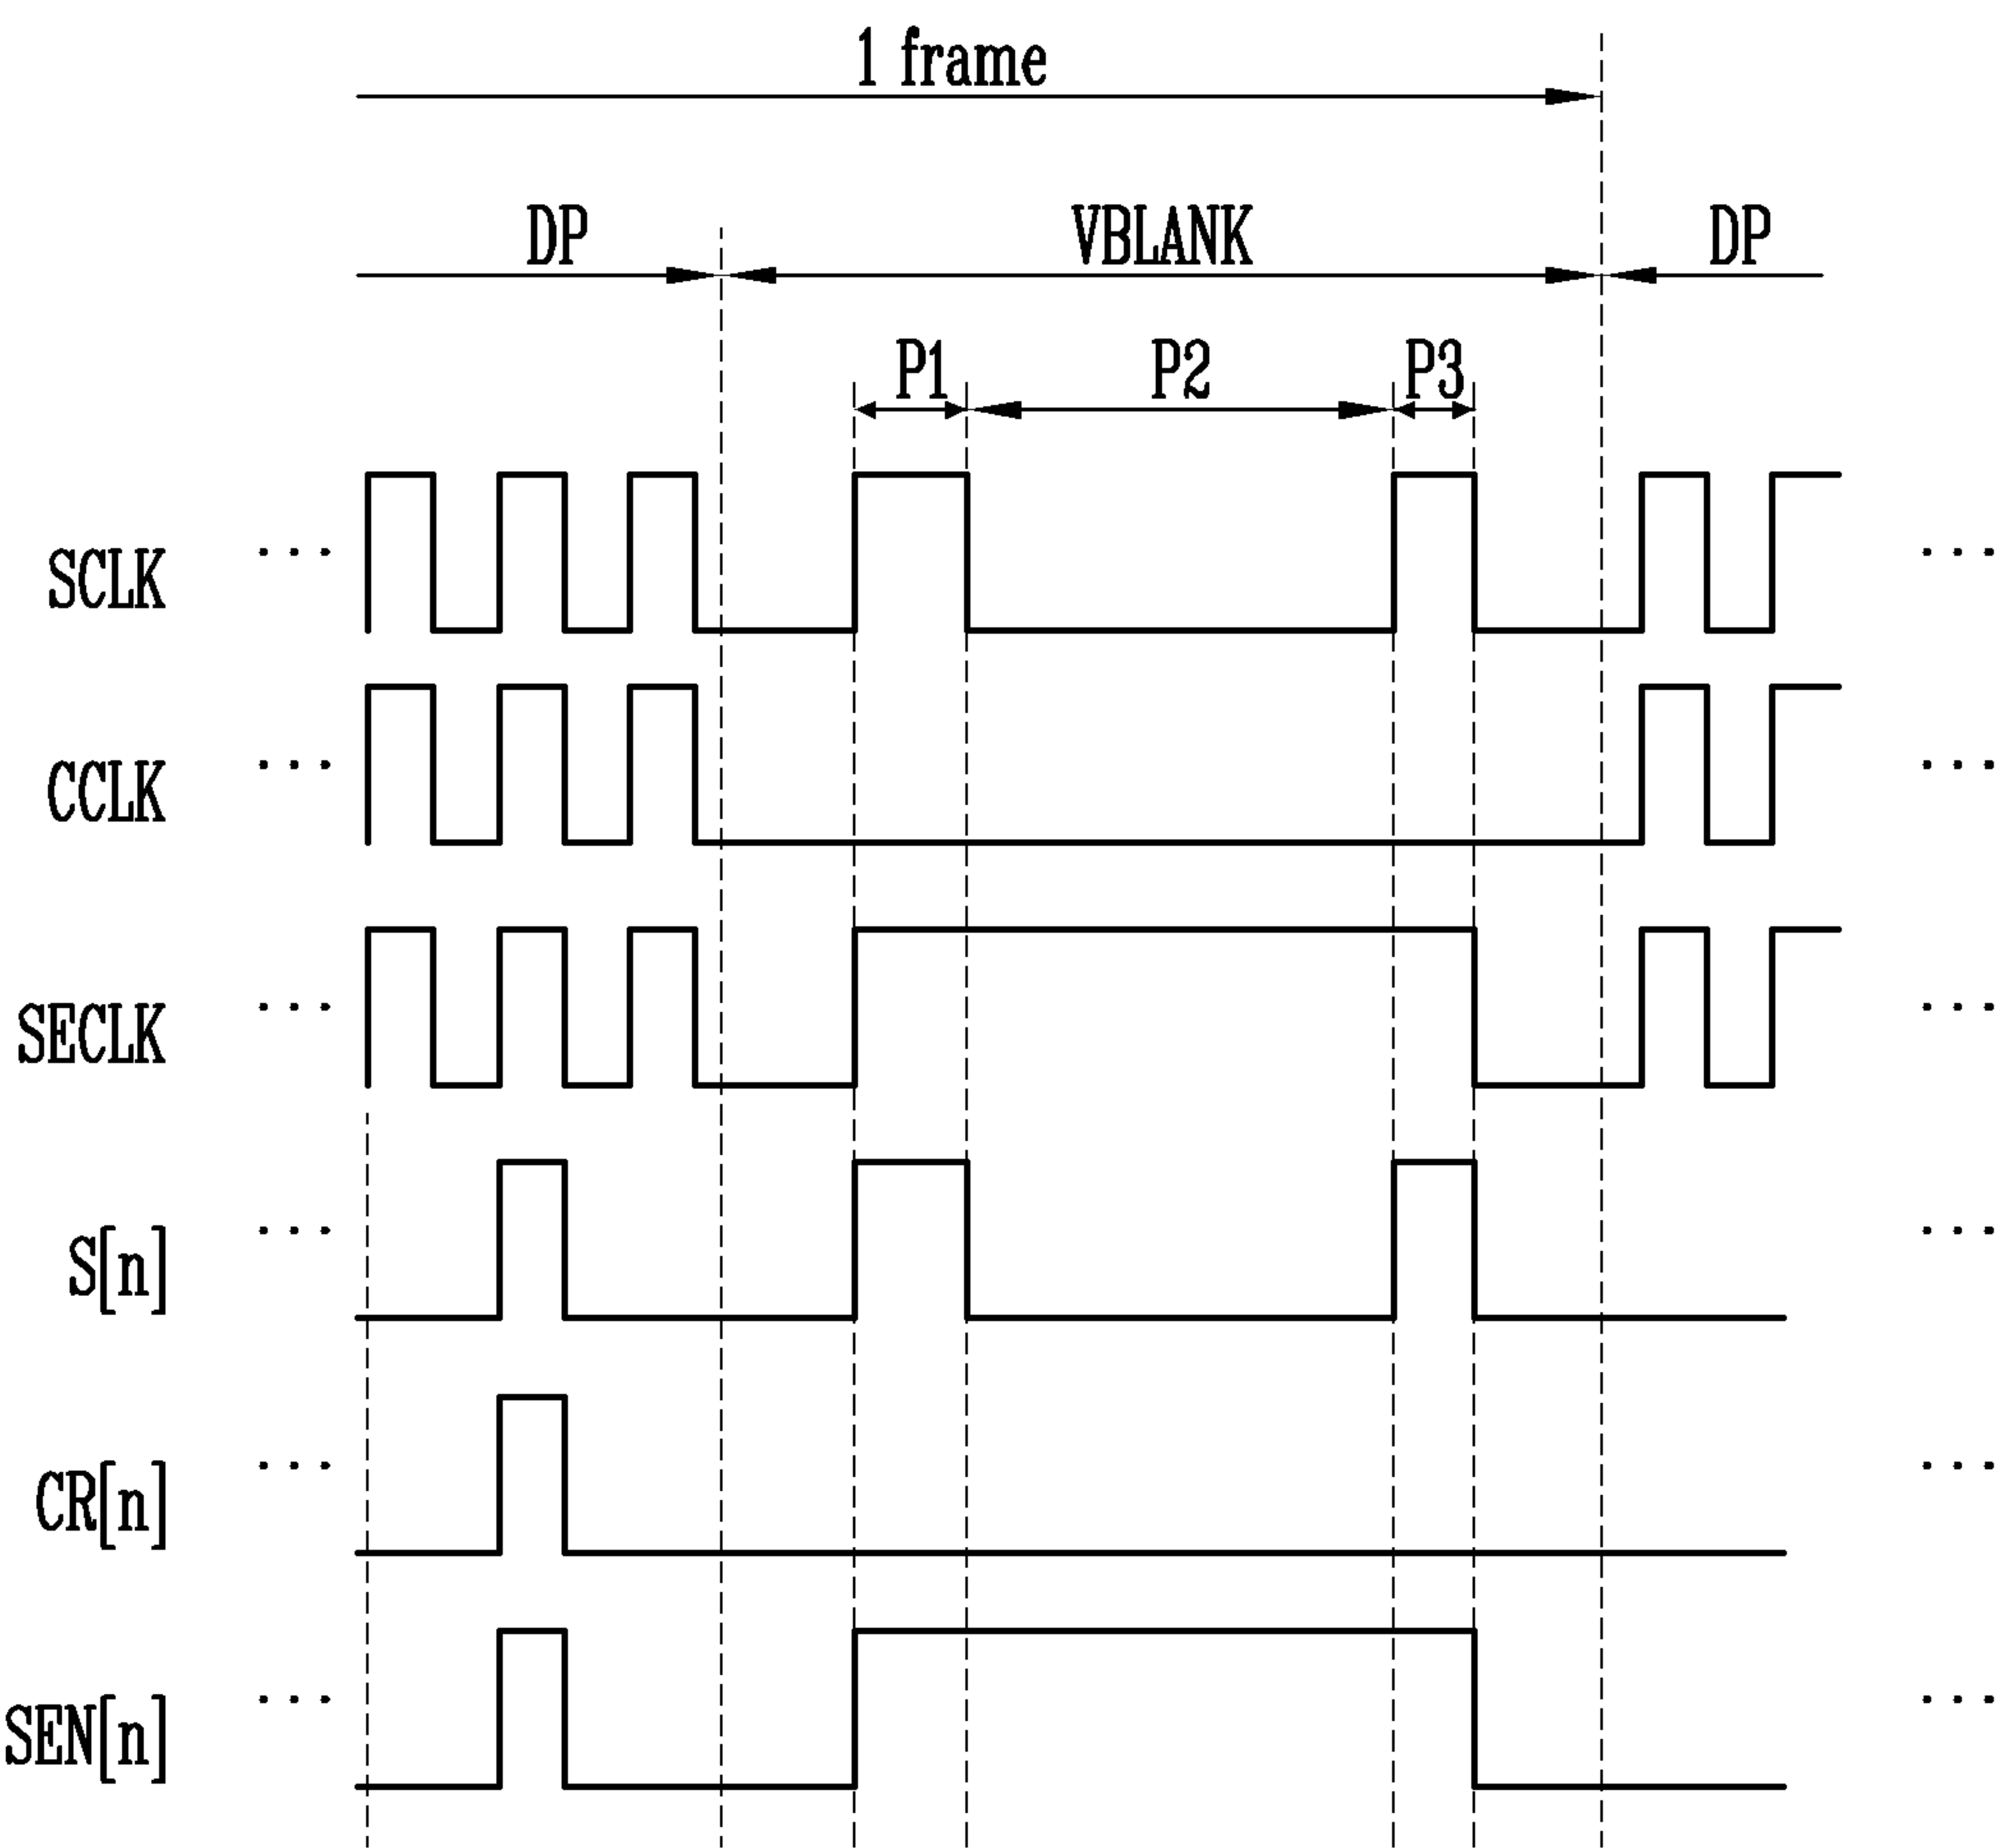 1 frame
DP VBLANK DP
P1 P2 P3
SCLK ... ...
CCLK ... ...
SECLK ... ...
S[n] ... ...
CR[n] ... ...
SEN[n] ... ...